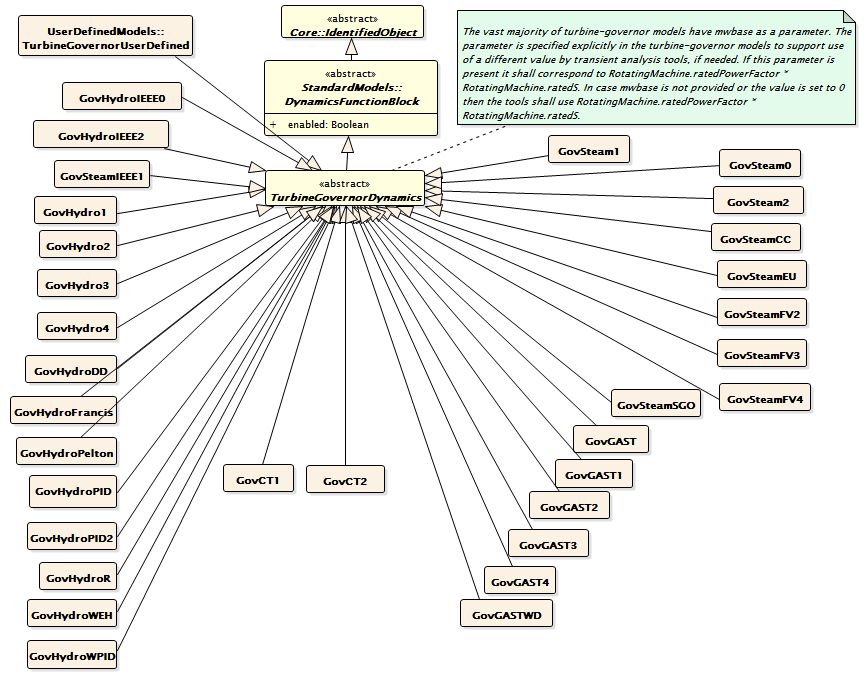 UserDefinedModels::
TurbineGovernorUserDefined
«abstract»
Core::IdentifiedObject
The vast majority of turbine-governor models have mwbase as a parameter. The
parameter is specified explicitly in the turbine-governor models to support use
of a different value by transient analysis tools, if needed. If this parameter is
present it shall correspond to RotatingMachine.ratedPowerFactor *
RotatingMachine.ratedS. In case mwbase is not provided or the value is set to 0
then the tools shall use RotatingMachine.ratedPowerFactor *
RotatingMachine.ratedS.
«abstract»
StandardModels::
DynamicsFunctionBlock
+ enabled: Boolean
«abstract»
TurbineGovernorDynamics
GovHydroIEEE0
GovHydroIEEE2
GovSteamIEEE1
GovHydro1
GovHydro2
GovHydro3
GovHydro4
GovHydroDD
GovHydroFrancis
GovHydroPelton
GovHydroPID
GovHydroPID2
GovHydroR
GovHydroWEH
GovHydroWPID
GovCT1
GovCT2
GovSteam1
GovSteam0
GovSteam2
GovSteamCC
GovSteamEU
GovSteamFV2
GovSteamFV3
GovSteamFV4
GovSteamSGO
GovGAST
GovGAST1
GovGAST2
GovGAST3
GovGAST4
GovGASTWD